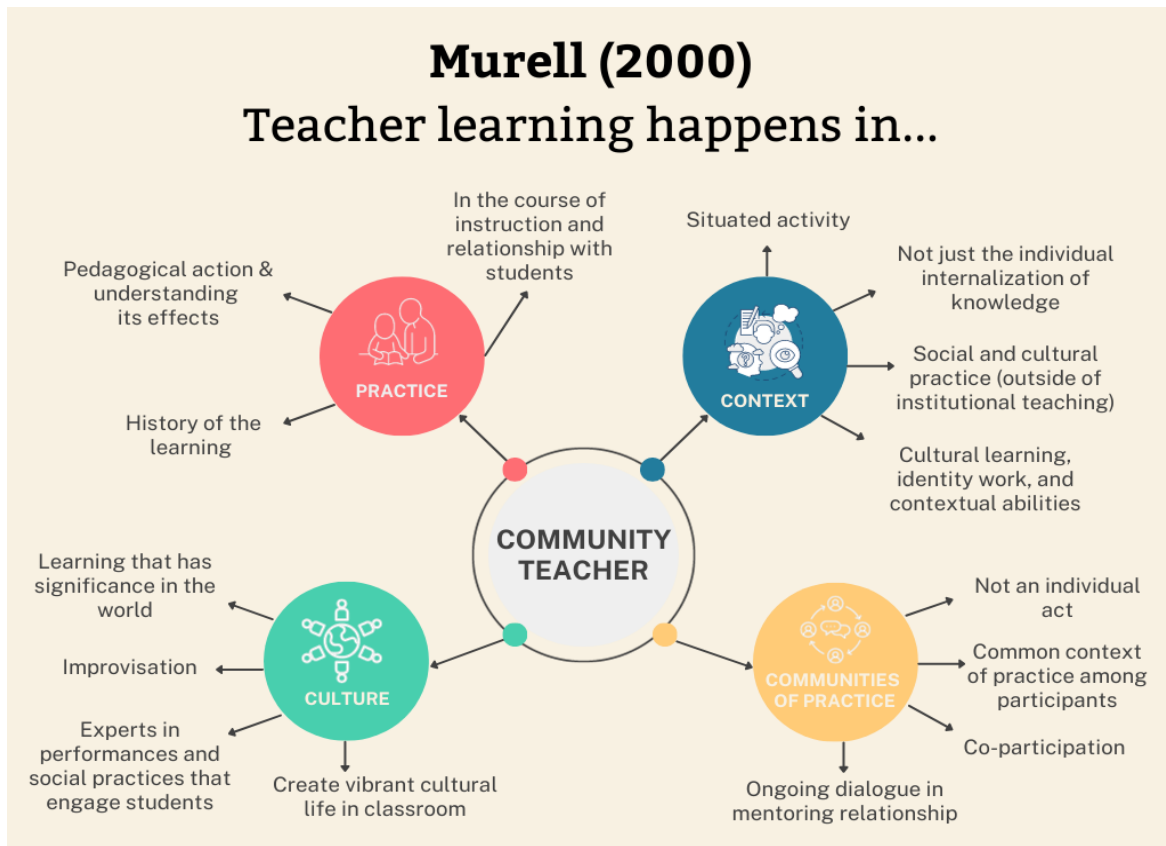 Murell (2000)
Teacher learning happens in...
In the course of
instruction and
relationship with
students
Pedagogical action &
understanding
its effects
History of the
learning
PRACTICE
Situated activity
Not just the individual
internalization of
knowledge
Social and cultural
practice (outside of
institutional teaching)
Cultural learning,
identity work, and
contextual abilities
CONTEXT
COMMUNITY
TEACHER
Learning that has
significance in the
world
Improvisation
Experts in
performances and
social practices that
engage students
Create vibrant cultural
life in classroom
CULTURE
Not an individual
act
Common context
of practice among
participants
Co-participation
Ongoing dialogue in
mentoring relationship
COMMUNITIES
OF PRACTICE